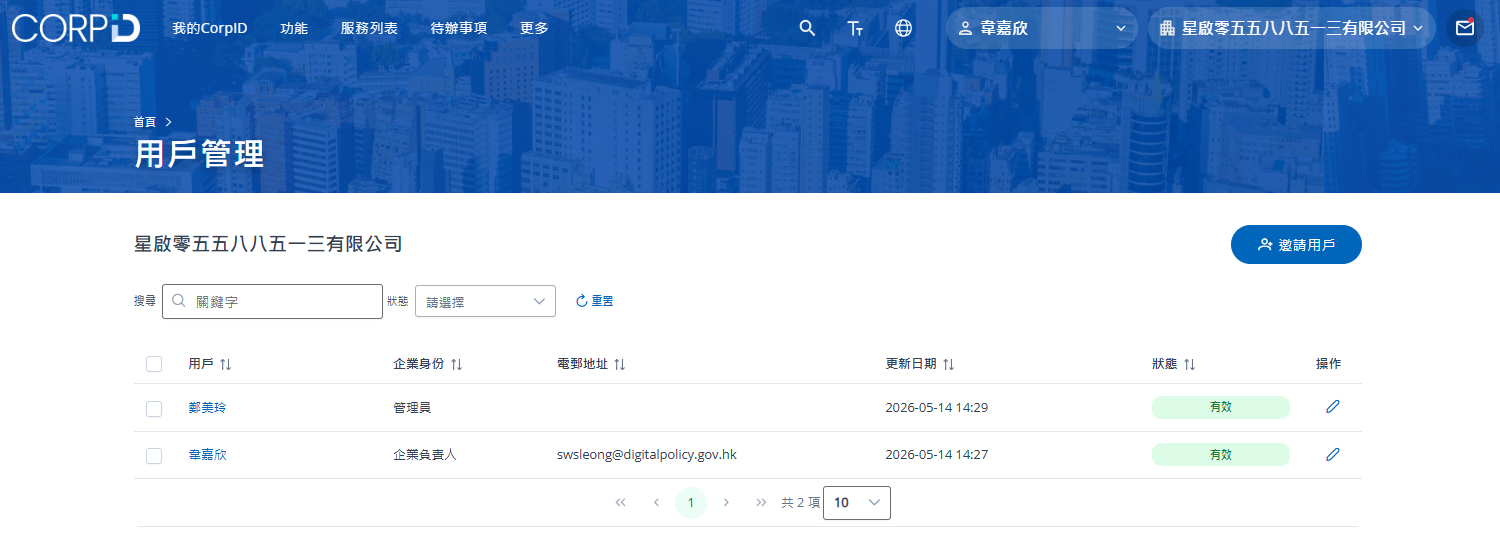 CORPID 我的CorpID 功能 服務列表 待辦事項 更多 韋嘉欣 星啟零五五八八五一三有限公司
首頁
用戶管理
星啟零五五八八五一三有限公司 邀請用戶
搜尋 關鍵字 狀態 請選擇 重置
用戶 企業身份 電郵地址 更新日期 狀態 操作
鄭美玲 管理員 2026-05-14 14:29 有效
韋嘉欣 企業負責人 swsleong@digitalpolicy.gov.hk 2026-05-14 14:27 有效
1 共 2 項 10